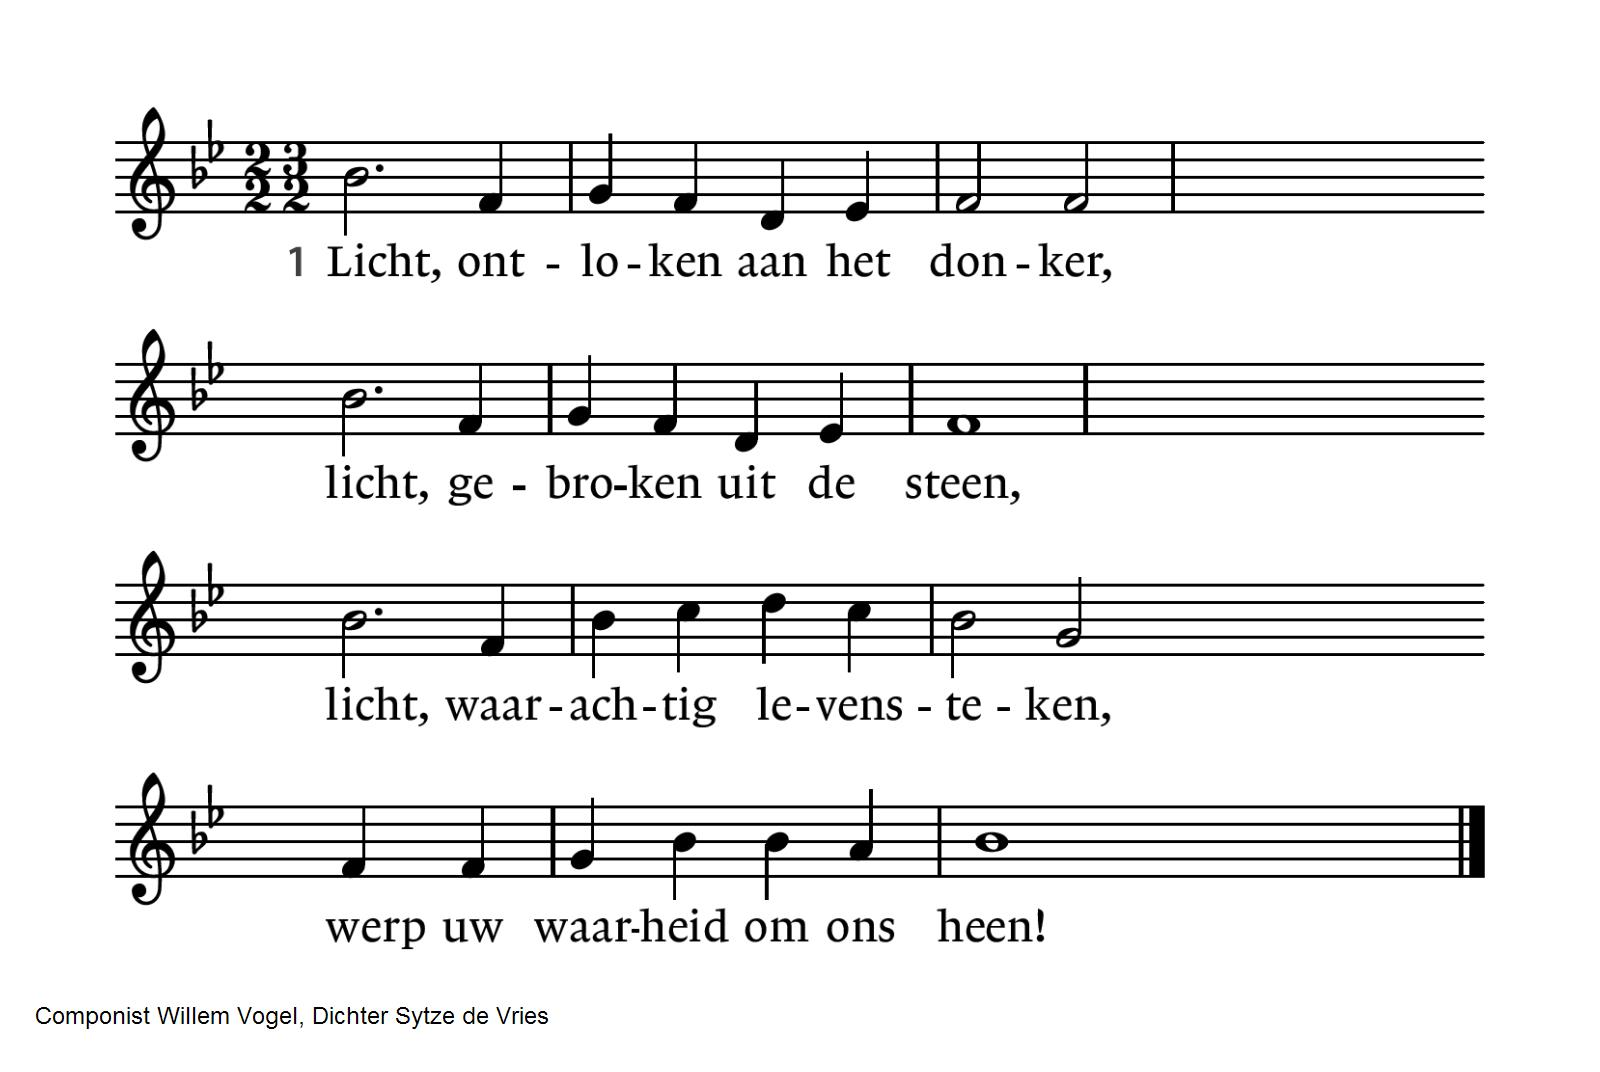 1 Licht, ont - lo - ken aan het don - ker,
licht, ge - bro-ken uit de steen,
licht, waar - ach - tig le - vens - te - ken,
werp uw waar-heid om ons heen!
Componist Willem Vogel, Dichter Sytze de Vries